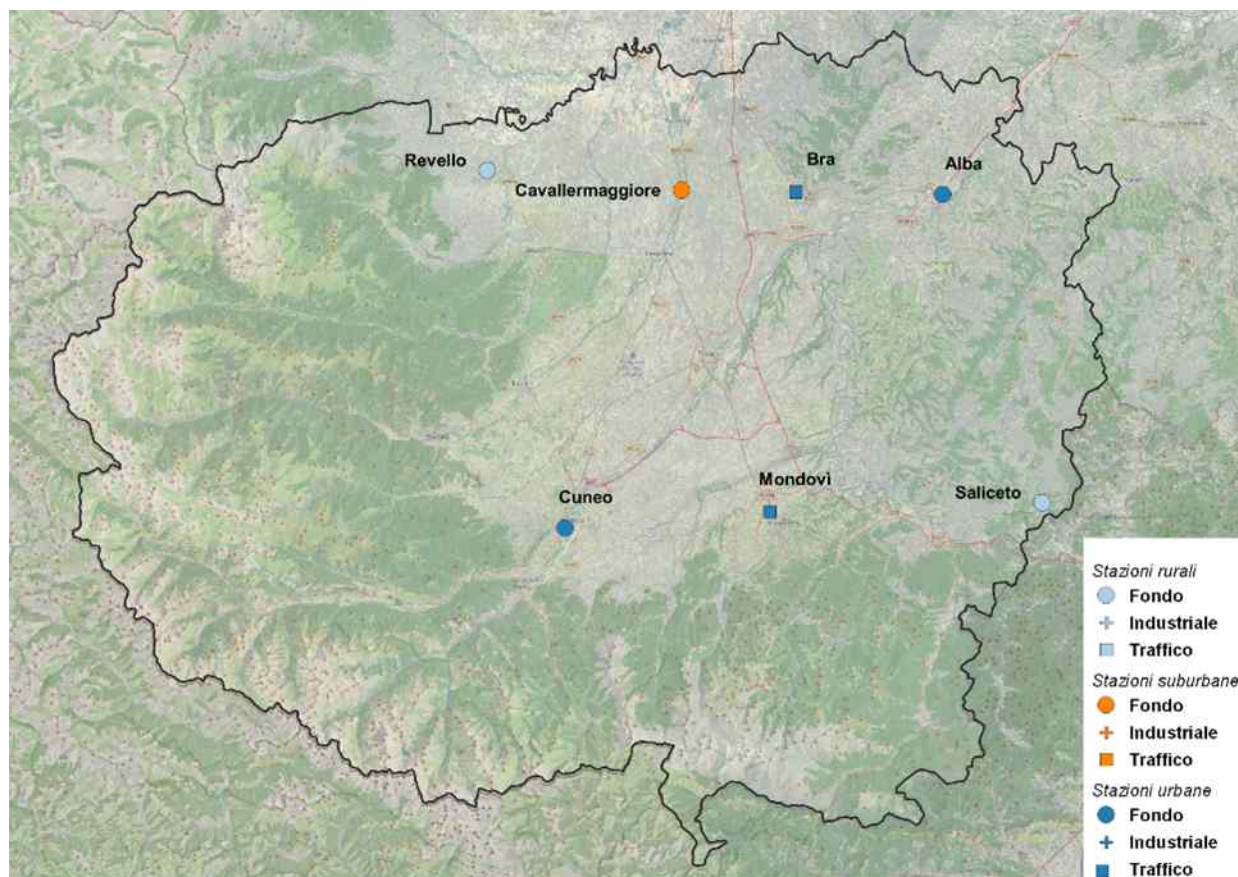 Revello
Cavallermaggiore
Bra
Alba
Cuneo
Mondovì
Saliceto
Stazioni rurali
Fondo
Industriale
Traffico
Stazioni suburbane
Fondo
Industriale
Traffico
Stazioni urbane
Fondo
Industriale
Traffico